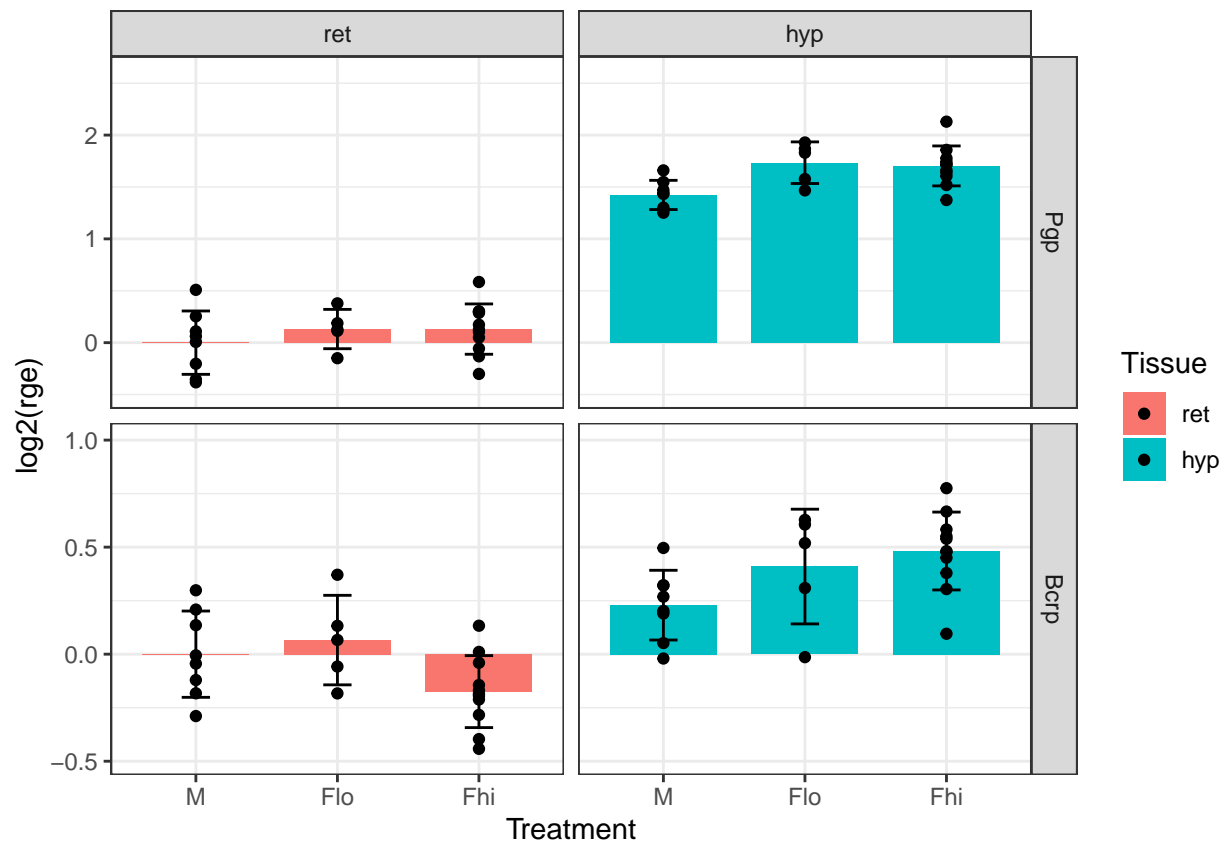 ret
hyp
2
1
0
Pgp
log2(rge)
1.0
0.5
0.0
−0.5
Bcrp
M
Flo
Fhi
M
Flo
Fhi
Treatment
Tissue
ret
hyp